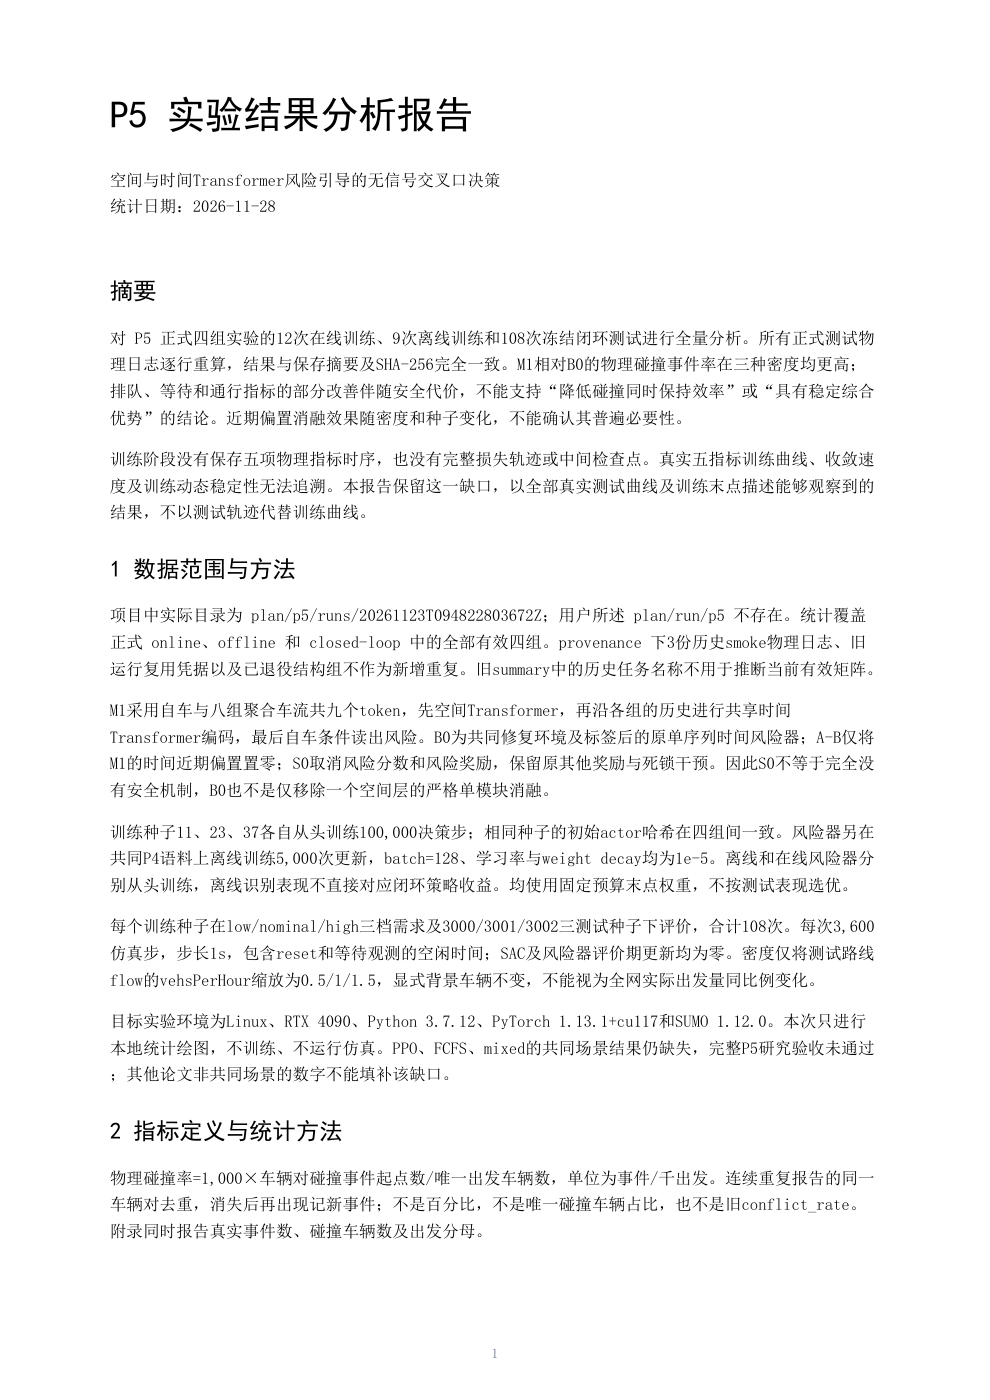 P5 实验结果分析报告
空间与时间Transformer风险引导的无信号交叉口决策
统计日期：2026-11-28
摘要
对 P5 正式四组实验的12次在线训练、9次离线训练和108次冻结闭环测试进行全量分析。所有正式测试物
理日志逐行重算，结果与保存摘要及SHA-256完全一致。M1相对B0的物理碰撞事件率在三种密度均更高；
排队、等待和通行指标的部分改善伴随安全代价，不能支持“降低碰撞同时保持效率”或“具有稳定综合
优势”的结论。近期偏置消融效果随密度和种子变化，不能确认其普遍必要性。
训练阶段没有保存五项物理指标时序，也没有完整损失轨迹或中间检查点。真实五指标训练曲线、收敛速
度及训练动态稳定性无法追溯。本报告保留这一缺口，以全部真实测试曲线及训练末点描述能够观察到的
结果，不以测试轨迹代替训练曲线。
1 数据范围与方法
项目中实际目录为 plan/p5/runs/20261123T094822803672Z；用户所述 plan/run/p5 不存在。统计覆盖
正式 online、offline 和 closed-loop 中的全部有效四组。provenance 下3份历史smoke物理日志、旧
运行复用凭据以及已退役结构组不作为新增重复。旧summary中的历史任务名称不用于推断当前有效矩阵。
M1采用自车与八组聚合车流共九个token，先空间Transformer，再沿各组的历史进行共享时间
Transformer编码，最后自车条件读出风险。B0为共同修复环境及标签后的原单序列时间风险器；A-B仅将
M1的时间近期偏置置零；S0取消风险分数和风险奖励，保留原其他奖励与死锁干预。因此S0不等于完全没
有安全机制，B0也不是仅移除一个空间层的严格单模块消融。
训练种子11、23、37各自从头训练100,000决策步；相同种子的初始actor哈希在四组间一致。风险器另在
共同P4语料上离线训练5,000次更新，batch=128、学习率与weight decay均为1e-5。离线和在线风险器分
别从头训练，离线识别表现不直接对应闭环策略收益。均使用固定预算末点权重，不按测试表现选优。
每个训练种子在low/nominal/high三档需求及3000/3001/3002三测试种子下评价，合计108次。每次3,600
仿真步，步长1s，包含reset和等待观测的空闲时间；SAC及风险器评价期更新均为零。密度仅将测试路线
flow的vehsPerHour缩放为0.5/1/1.5，显式背景车辆不变，不能视为全网实际出发量同比例变化。
目标实验环境为Linux、RTX 4090、Python 3.7.12、PyTorch 1.13.1+cu117和SUMO 1.12.0。本次只进行
本地统计绘图，不训练、不运行仿真。PPO、FCFS、mixed的共同场景结果仍缺失，完整P5研究验收未通过
；其他论文非共同场景的数字不能填补该缺口。
2 指标定义与统计方法
物理碰撞率=1,000×车辆对碰撞事件起点数/唯一出发车辆数，单位为事件/千出发。连续重复报告的同一
车辆对去重，消失后再出现记新事件；不是百分比，不是唯一碰撞车辆占比，也不是旧conflict_rate。
附录同时报告真实事件数、碰撞车辆数及出发分母。
1